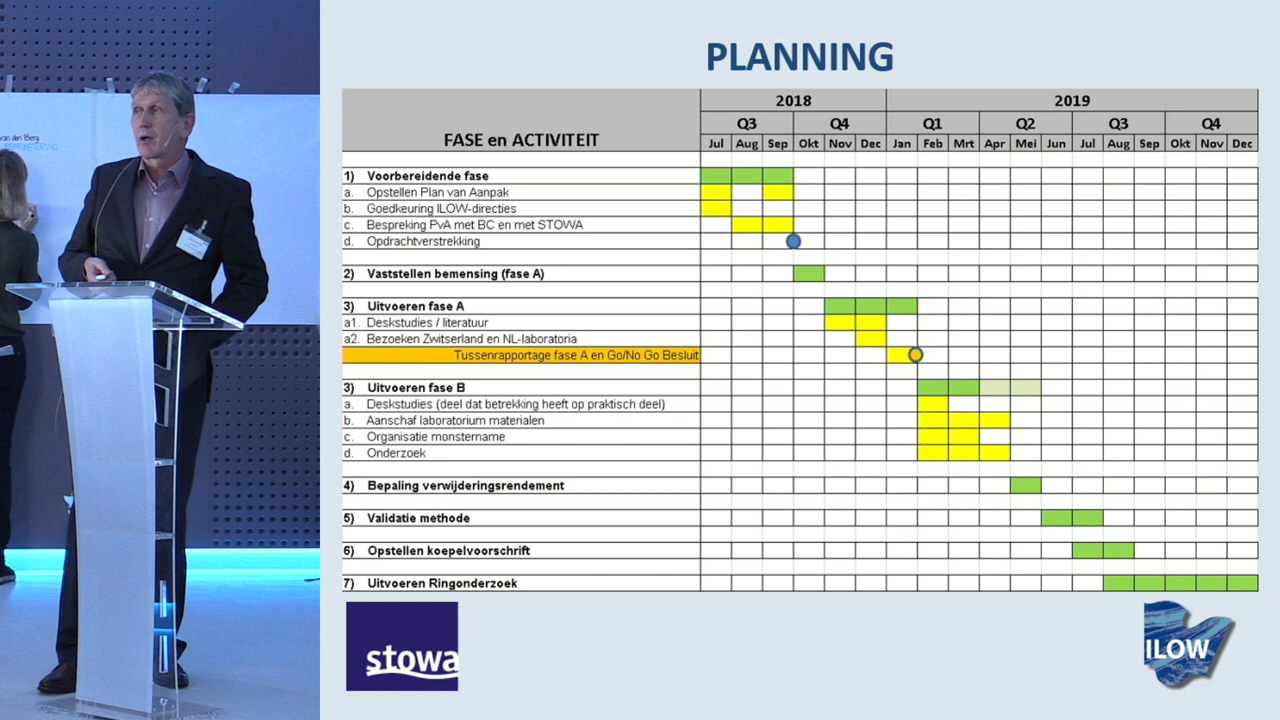 PLANNING
FASE en ACTIVITEIT
2018 2019
Q3 Q4 Q1 Q2 Q3 Q4
Jul Aug Sep Okt Nov Dec Jan Feb Mrt Apr Mei Jun Jul Aug Sep Okt Nov Dec
1) Voorbereidende fase
a. Opstellen Plan van Aanpak
b. Goedkeuring ILOW-directies
c. Bespreking PvA met BC en met STOWA
d. Opdrachtverstrekking
2) Vaststellen bemensing (fase A)
3) Uitvoeren fase A
a1. Deskstudies / literatuur
a2. Bezoeken Zwitserland en NL-laboratoria
Tussenrapportage fase A en Go/No Go Besluit
3) Uitvoeren fase B
a. Deskstudies (deel dat betrekking heeft op praktisch deel)
b. Aanschaf laboratorium materialen
c. Organisatie monstername
d. Onderzoek
4) Bepaling verwijderingsrendement
5) Validatie methode
6) Opstellen koepelvoorschrift
7) Uitvoeren Ringonderzoek
stowa
ILOW
van den Berg